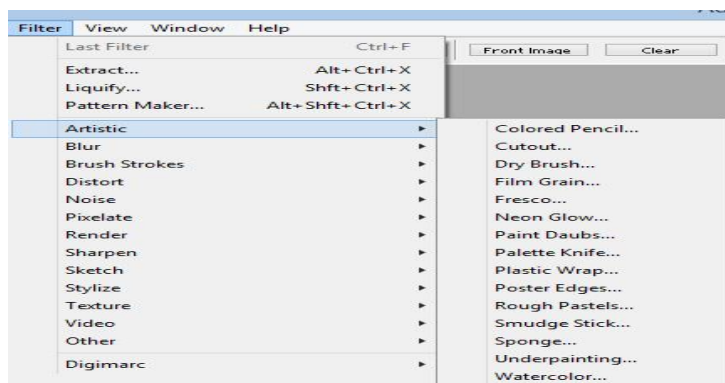 Filter View Window Help
Last Filter Ctrl+F
Front Image Clear
Extract... Alt+Ctrl+X
Liquify... Shft+Ctrl+X
Pattern Maker... Alt+Shft+Ctrl+X
Artistic
Blur
Brush Strokes
Distort
Noise
Pixelate
Render
Sharpen
Sketch
Stylize
Texture
Video
Other
Digimarc
Colored Pencil...
Cutout...
Dry Brush...
Film Grain...
Fresco...
Neon Glow...
Paint Daubs...
Palette Knife...
Plastic Wrap...
Poster Edges...
Rough Pastels...
Smudge Stick...
Sponge...
Underpainting...
Watercolor...